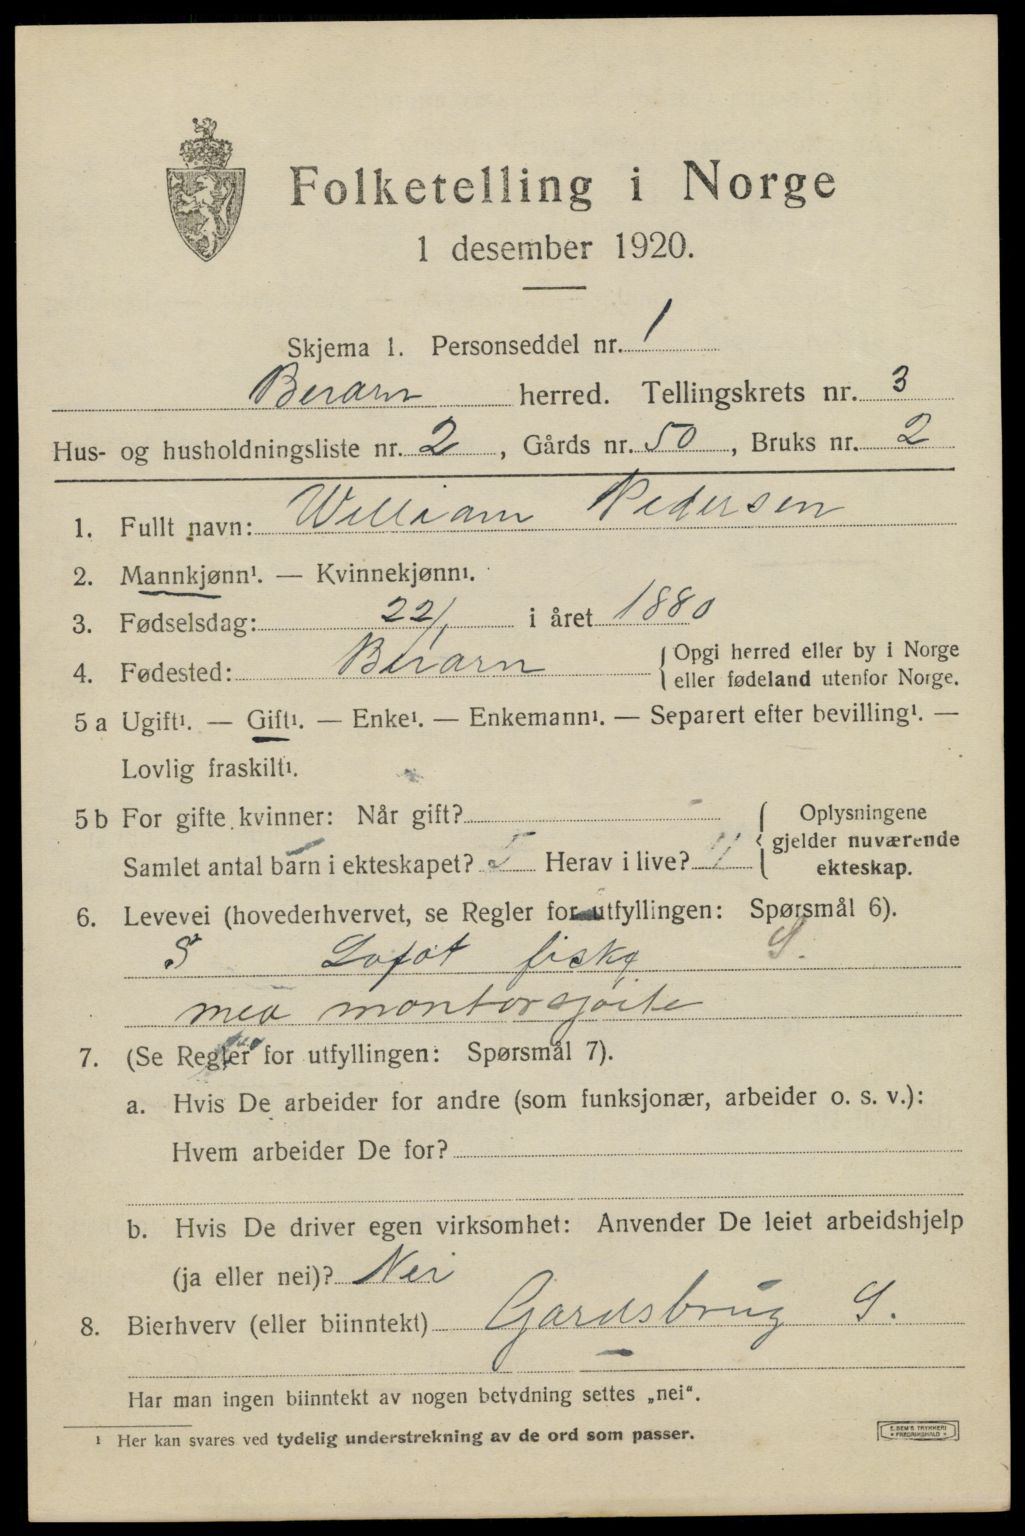 Folketelling i Norge
1 desember 1920.
Skjema 1. Personseddel nr. 1
Beiarn herred. Tellingskrets nr. 3
Hus- og husholdningsliste nr. 2, Gårds nr. 50, Bruks nr. 2
1. Fullt navn: William Pedersen
2. Mannkjønn¹. — Kvinnekjønn¹.
3. Fødselsdag: 22/1 i året 1880
4. Fødested: Beiarn { Opgi herred eller by i Norge
eller fødeland utenfor Norge.
5 a Ugift¹. — Gift¹. — Enke¹. — Enkemann¹. — Separert efter bevilling¹. —
Lovlig fraskilt¹.
5 b For gifte kvinner: Når gift?
Samlet antal barn i ekteskapet? 5 Herav i live? 4
{ Oplysningene
gjelder nuværende
ekteskap.
6. Levevei (hovederhvervet, se Regler for utfyllingen: Spørsmål 6).
S Lofot fiske S.
med
7. (Se Regler for utfyllingen: Spørsmål 7).
a. Hvis De arbeider for andre (som funksjonær, arbeider o. s. v.):
Hvem arbeider De for?
b. Hvis De driver egen virksomhet: Anvender De leiet arbeidshjelp
(ja eller nei)? Nei
8. Bierhverv (eller biinntekt) Gardsbrug S.
Har man ingen biinntekt av nogen betydning settes „nei“.
¹ Her kan svares ved tydelig understrekning av de ord som passer.
E. SEM'S TRYKKERI
FREDRIKSHALD